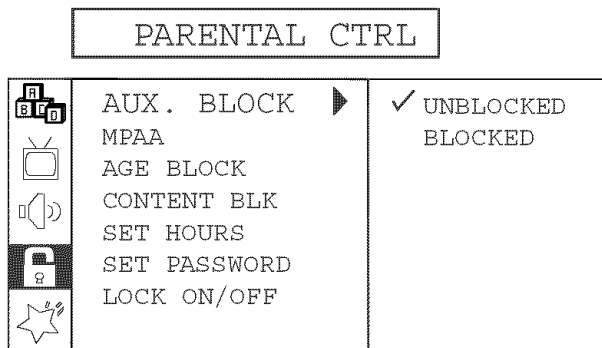 PARENTAL CTRL
A
B C D
AUX. BLOCK
MPAA
AGE BLOCK
CONTENT BLK
SET HOURS
SET PASSWORD
LOCK ON/OFF
UNBLOCKED
BLOCKED